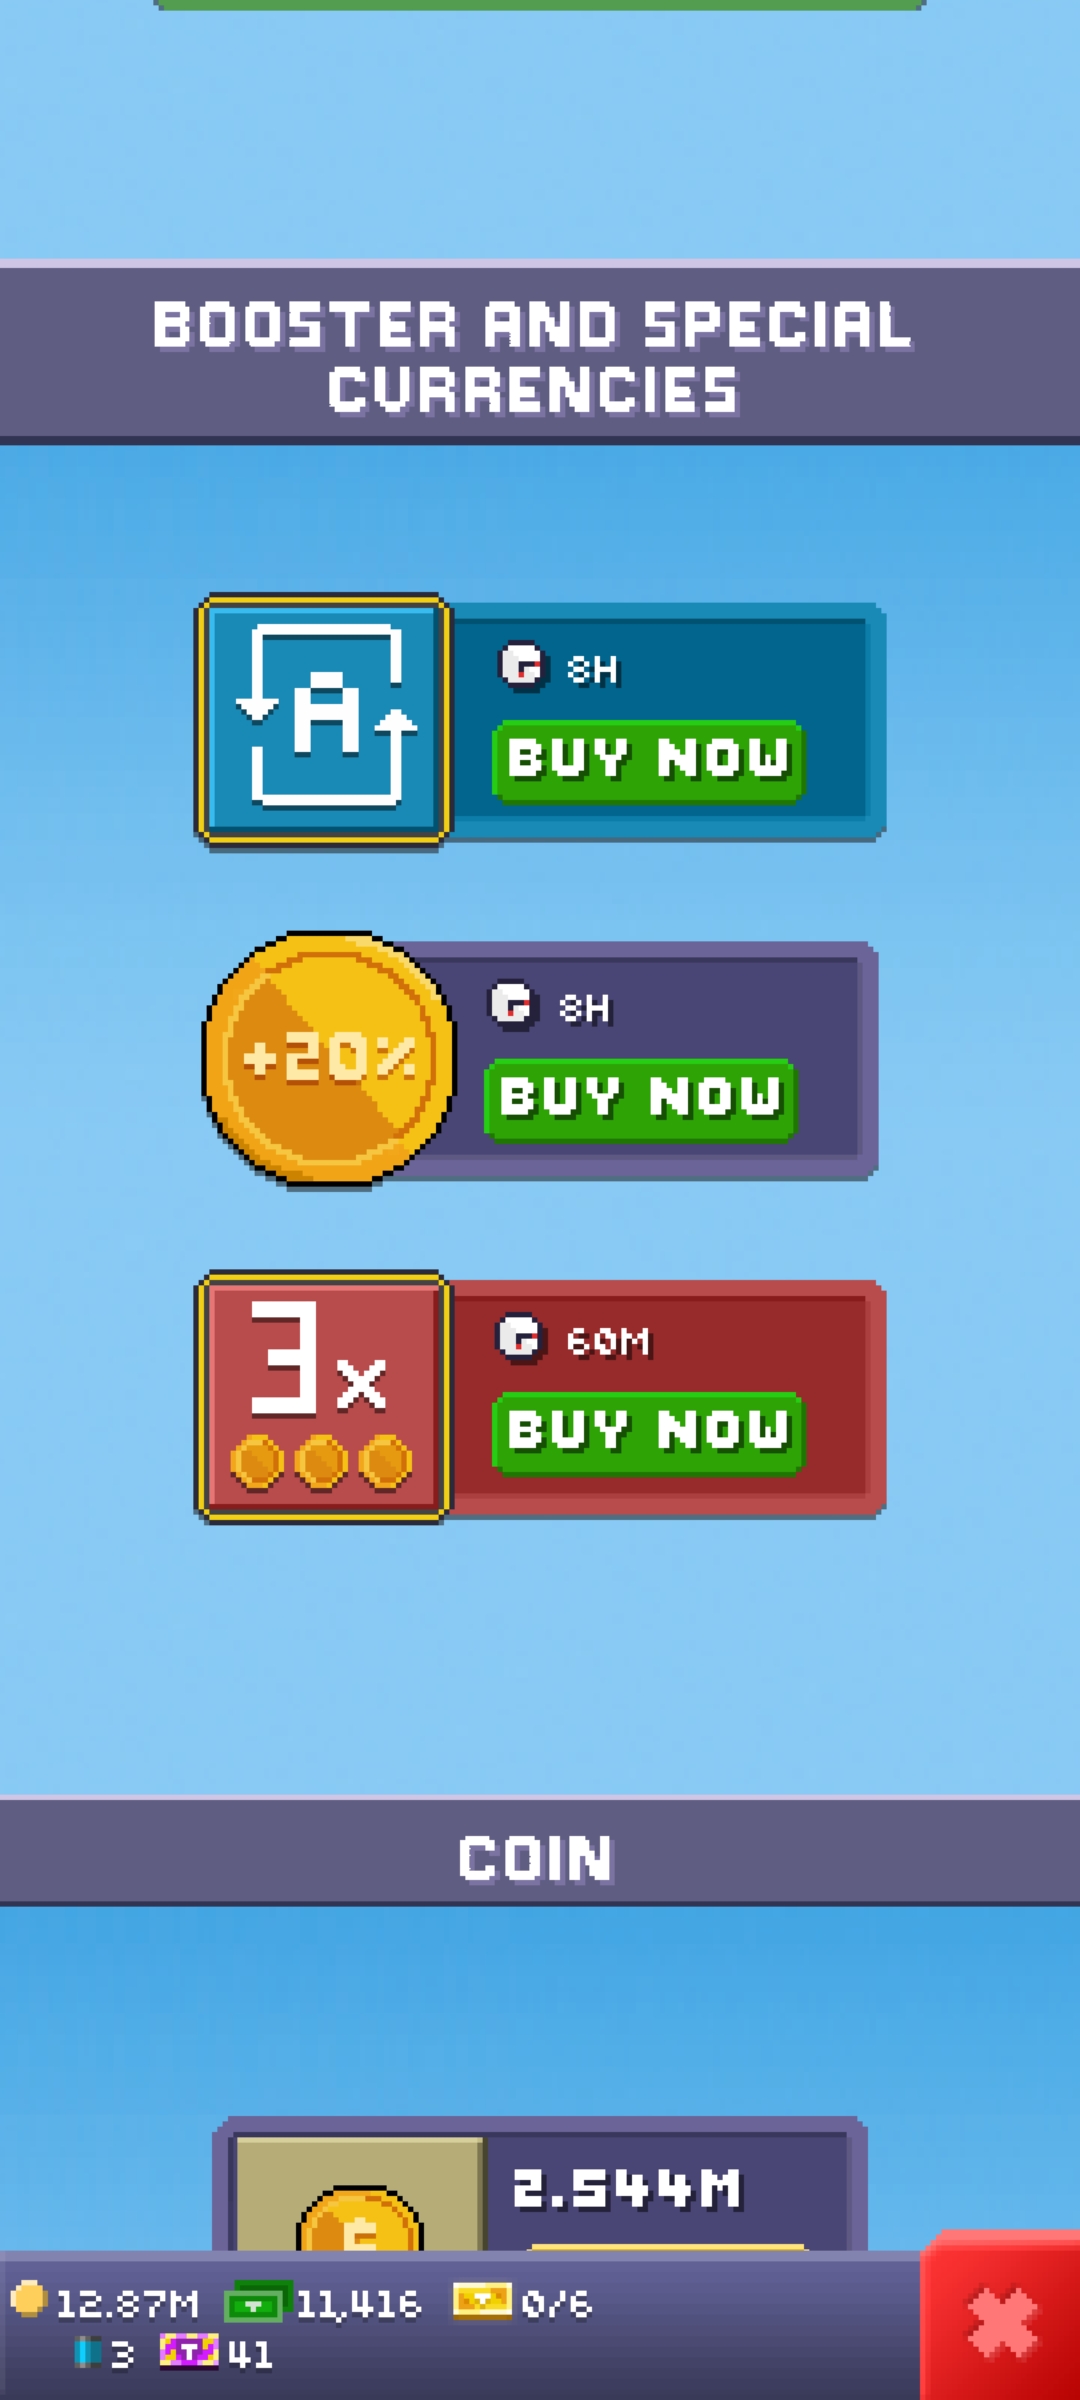 BOOSTER AND SPECIAL
CURRENCIES
A
8H
BUY NOW
+20%
8H
BUY NOW
3x
60M
BUY NOW
COIN
2.544M
12.87M 11,416 0/6
3 41